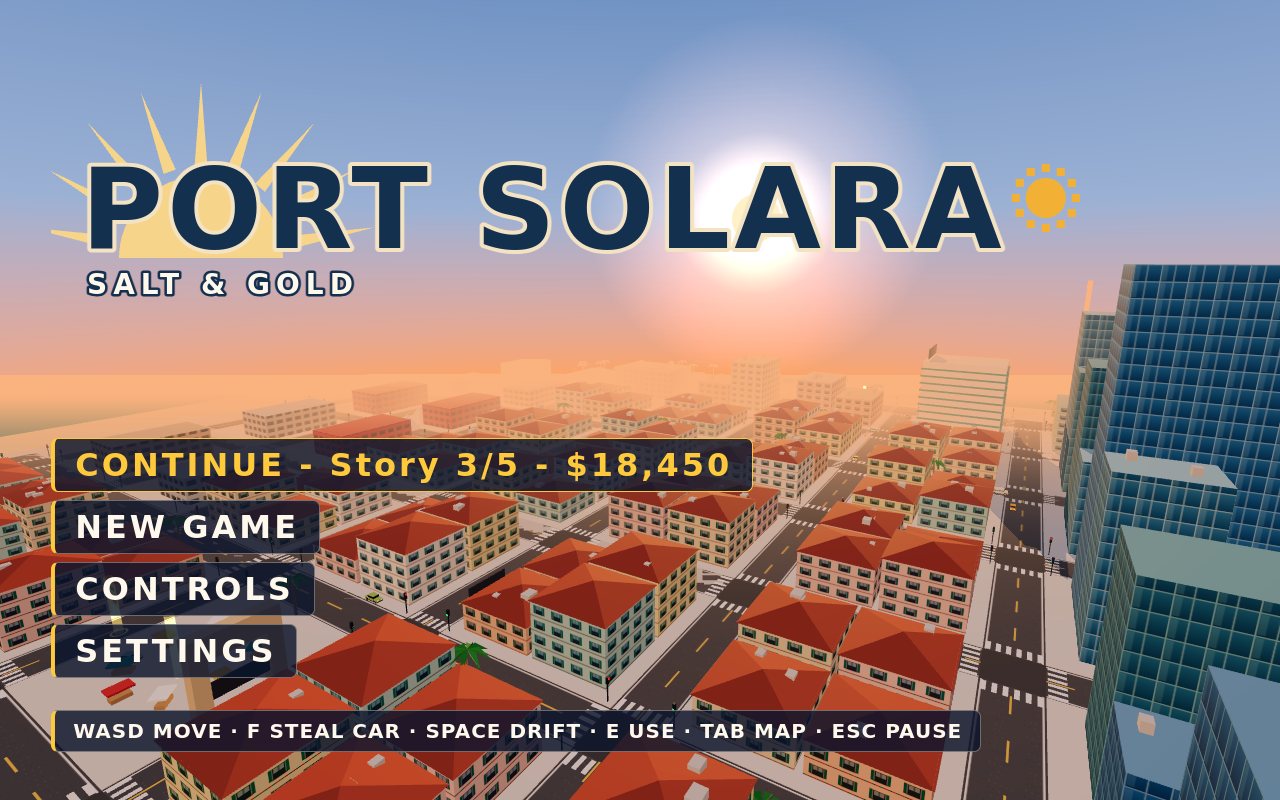 PORT SOLARA
SALT & GOLD
CONTINUE - Story 3/5 - $18,450
NEW GAME
CONTROLS
SETTINGS
WASD MOVE · F STEAL CAR · SPACE DRIFT · E USE · TAB MAP · ESC PAUSE